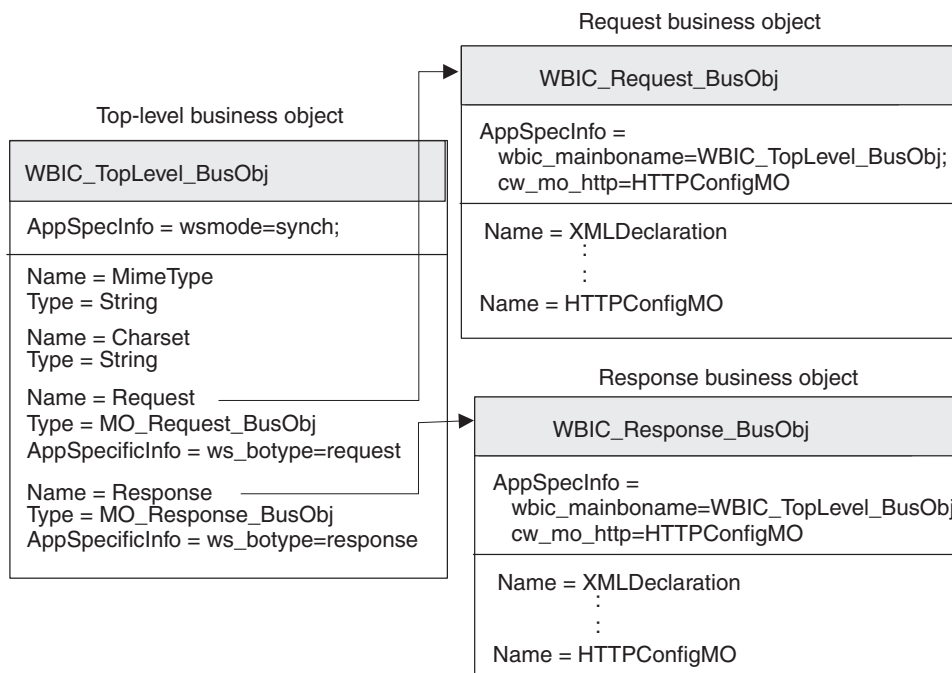 Top-level business object
WBIC_TopLevel_BusObj
AppSpecInfo = wsmode=synch;
Name = MimeType
Type = String
Name = Charset
Type = String
Name = Request
Type = MO_Request_BusObj
AppSpecificInfo = ws_botype=request
Name = Response
Type = MO_Response_BusObj
AppSpecificInfo = ws_botype=response
Request business object
WBIC_Request_BusObj
AppSpecInfo =
wbic_mainboname=WBIC_TopLevel_BusObj;
cw_mo_http=HTTPConfigMO
Name = XMLDeclaration
:
:
Name = HTTPConfigMO
Response business object
WBIC_Response_BusObj
AppSpecInfo =
wbic_mainboname=WBIC_TopLevel_BusObj
cw_mo_http=HTTPConfigMO
Name = XMLDeclaration
:
:
Name = HTTPConfigMO